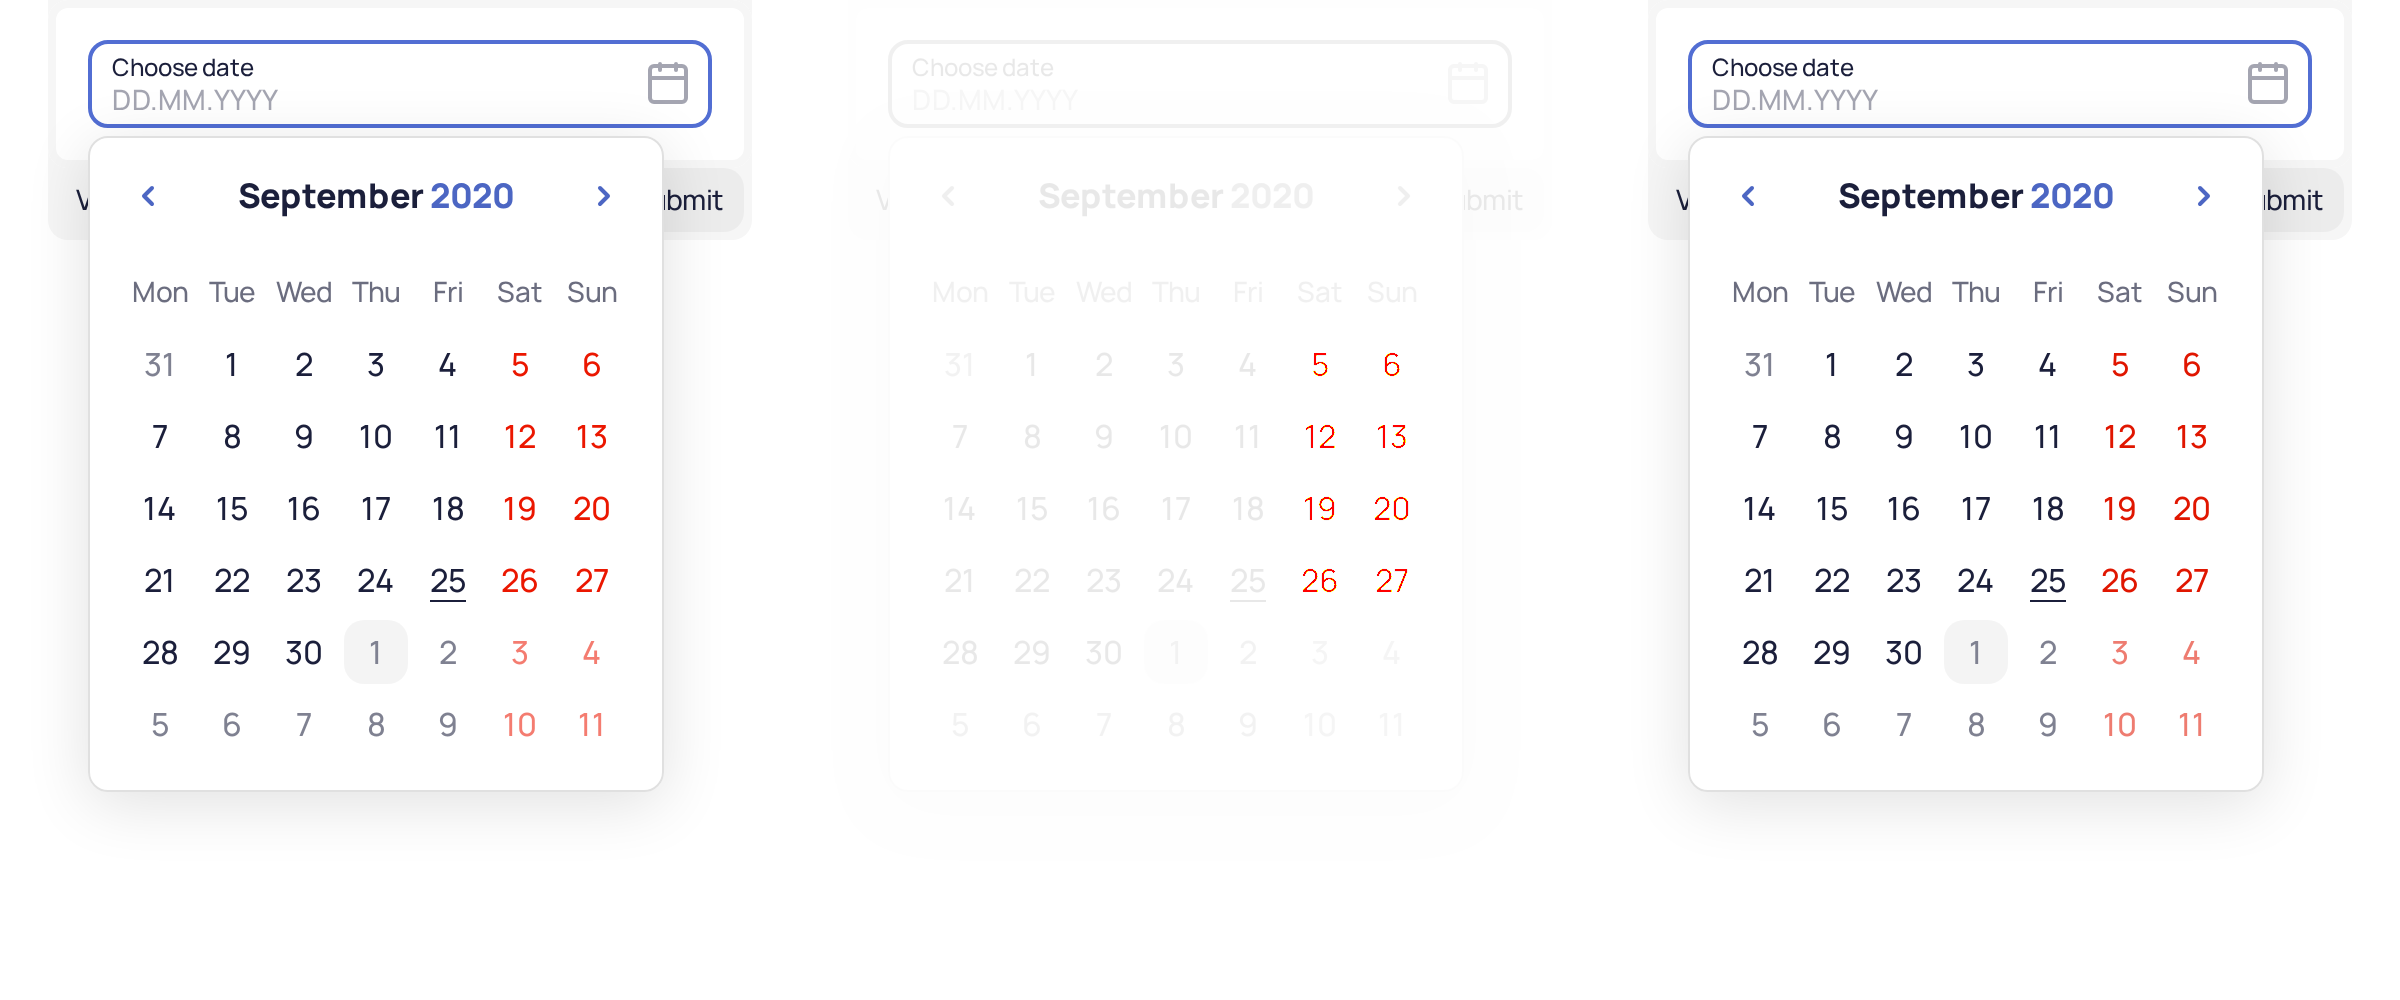 Choose date
DD.MM.YYYY
V
ubmit
September 2020
Mon Tue Wed Thu Fri Sat Sun
31 1 2 3 4 5 6
7 8 9 10 11 12 13
14 15 16 17 18 19 20
21 22 23 24 25 26 27
28 29 30 1 2 3 4
5 6 7 8 9 10 11
Choose date
DD.MM.YYYY
V
ubmit
September 2020
Mon Tue Wed Thu Fri Sat Sun
31 1 2 3 4 5 6
7 8 9 10 11 12 13
14 15 16 17 18 19 20
21 22 23 24 25 26 27
28 29 30 1 2 3 4
5 6 7 8 9 10 11
Choose date
DD.MM.YYYY
V
ubmit
September 2020
Mon Tue Wed Thu Fri Sat Sun
31 1 2 3 4 5 6
7 8 9 10 11 12 13
14 15 16 17 18 19 20
21 22 23 24 25 26 27
28 29 30 1 2 3 4
5 6 7 8 9 10 11